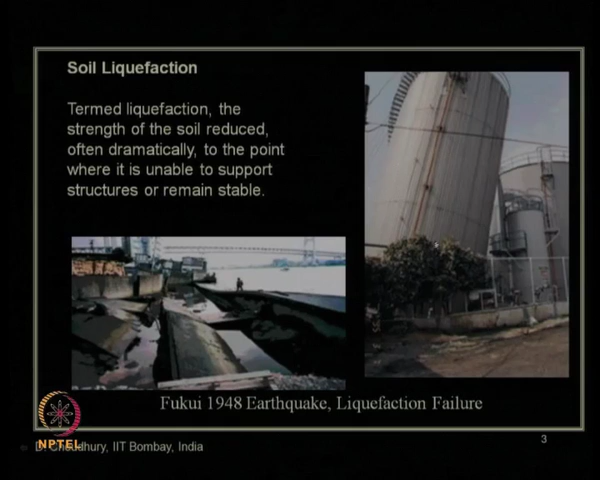 Soil Liquefaction
Termed liquefaction, the
strength of the soil reduced,
often dramatically, to the point
where it is unable to support
structures or remain stable.
Fukui 1948 Earthquake, Liquefaction Failure
NPTEL
D. Choudhury, IIT Bombay, India
3